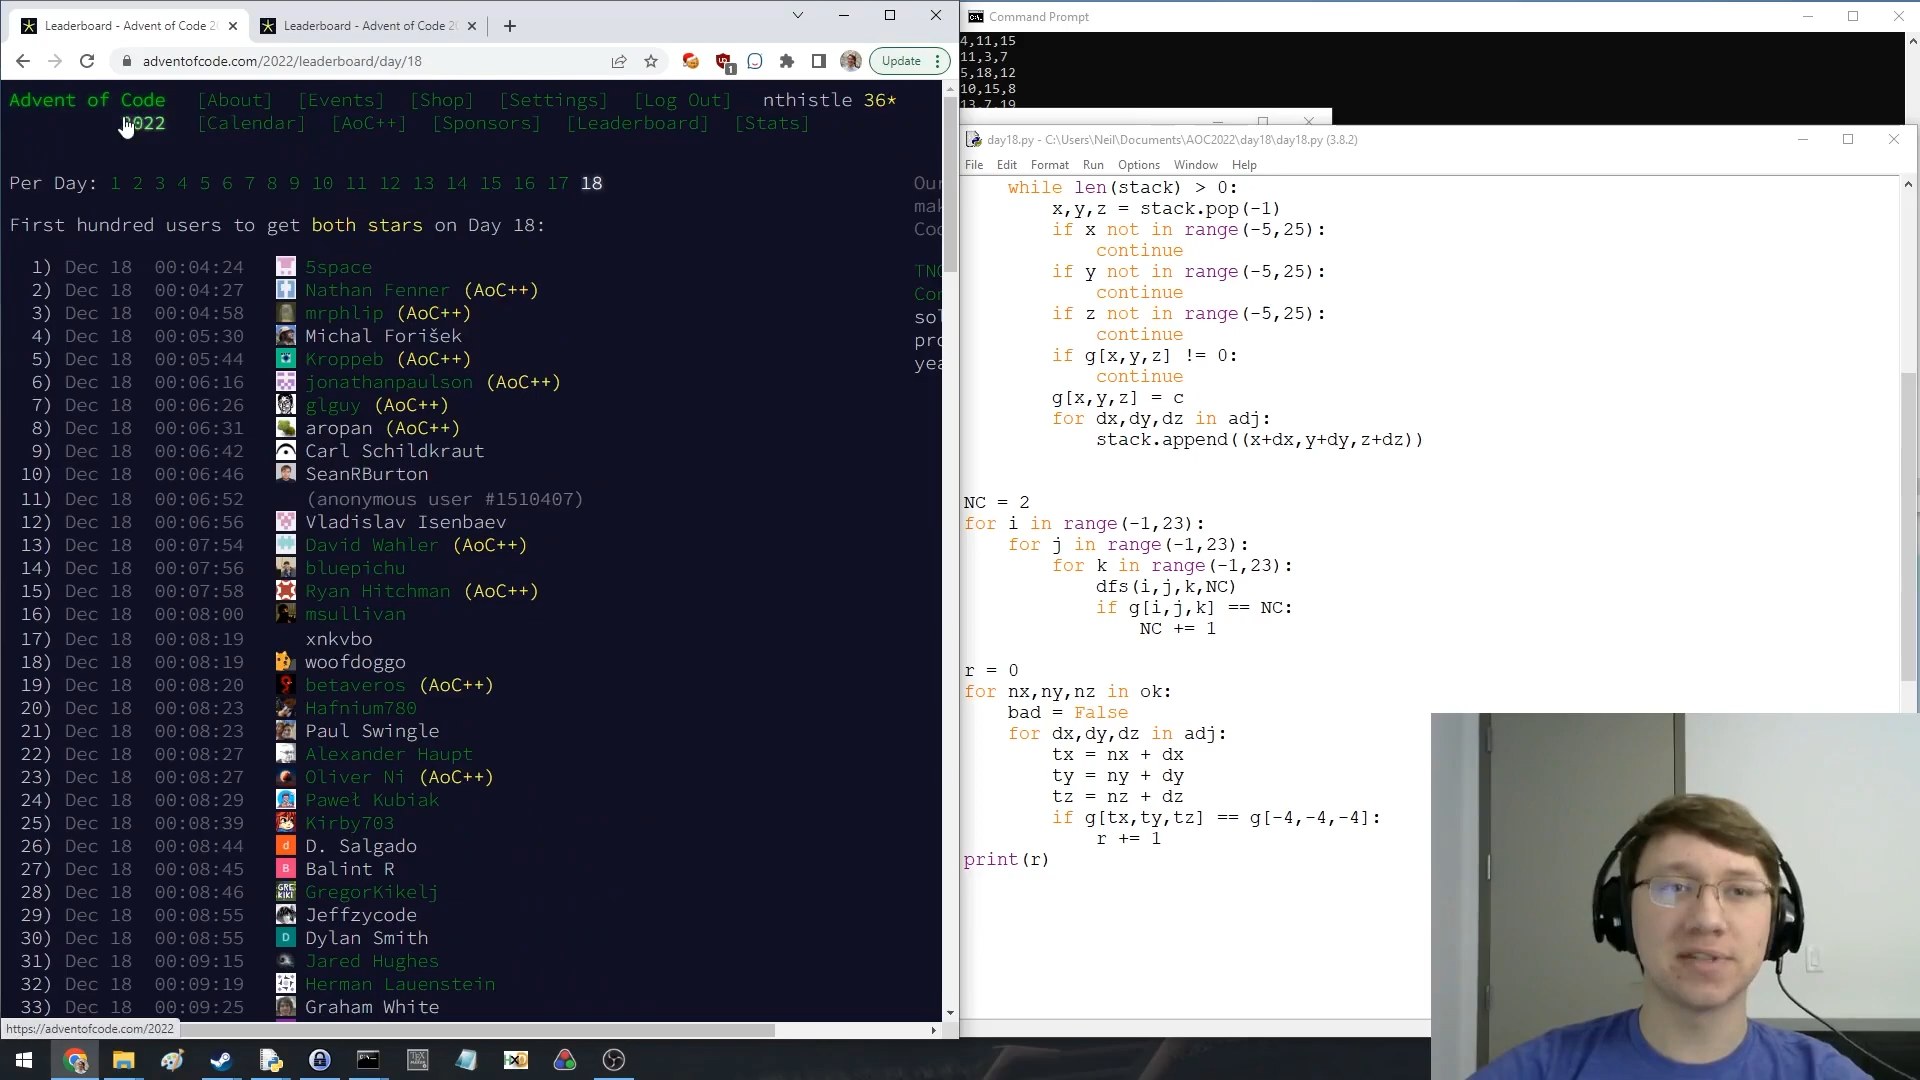 Leaderboard - Advent of Code 2
Leaderboard - Advent of Code 2
adventofcode.com/2022/leaderboard/day/18
1
Update
Advent of Code [About] [Events] [Shop] [Settings] [Log Out] nthistle 36*
2022 [Calendar] [AoC++] [Sponsors] [Leaderboard] [Stats]
Per Day: 1 2 3 4 5 6 7 8 9 10 11 12 13 14 15 16 17 18
First hundred users to get both stars on Day 18:
1) Dec 18 00:04:24 5space
2) Dec 18 00:04:27 Nathan Fenner (AoC++)
3) Dec 18 00:04:58 mrphlip (AoC++)
4) Dec 18 00:05:30 Michal Forišek
5) Dec 18 00:05:44 Kroppeb (AoC++)
6) Dec 18 00:06:16 jonathanpaulson (AoC++)
7) Dec 18 00:06:26 glguy (AoC++)
8) Dec 18 00:06:31 aropan (AoC++)
9) Dec 18 00:06:42 Carl Schildkraut
10) Dec 18 00:06:46 SeanRBurton
11) Dec 18 00:06:52 (anonymous user #1510407)
12) Dec 18 00:06:56 Vladislav Isenbaev
13) Dec 18 00:07:54 David Wahler (AoC++)
14) Dec 18 00:07:56 bluepichu
15) Dec 18 00:07:58 Ryan Hitchman (AoC++)
16) Dec 18 00:08:00 msullivan
17) Dec 18 00:08:19 xnkvbo
18) Dec 18 00:08:19 woofdoggo
19) Dec 18 00:08:20 betaveros (AoC++)
20) Dec 18 00:08:23 Hafnium780
21) Dec 18 00:08:23 Paul Swingle
22) Dec 18 00:08:27 Alexander Haupt
23) Dec 18 00:08:27 Oliver Ni (AoC++)
24) Dec 18 00:08:29 Paweł Kubiak
25) Dec 18 00:08:39 Kirby703
26) Dec 18 00:08:44 D. Salgado
27) Dec 18 00:08:45 Balint R
28) Dec 18 00:08:46 GregorKikelj
29) Dec 18 00:08:55 Jeffzycode
30) Dec 18 00:08:55 Dylan Smith
31) Dec 18 00:09:15 Jared Hughes
32) Dec 18 00:09:19 Herman Lauenstein
33) Dec 18 00:09:25 Graham White
Our
mak
Cod
TNG
Con
sol
pro
yea
https://adventofcode.com/2022
Command Prompt
4,11,15
11,3,7
5,18,12
10,15,8
13,7,19
day18.py - C:\Users\Neil\Documents\AOC2022\day18\day18.py (3.8.2)
File Edit Format Run Options Window Help
while len(stack) > 0:
x,y,z = stack.pop(-1)
if x not in range(-5,25):
continue
if y not in range(-5,25):
continue
if z not in range(-5,25):
continue
if g[x,y,z] != 0:
continue
g[x,y,z] = c
for dx,dy,dz in adj:
stack.append((x+dx,y+dy,z+dz))
NC = 2
for i in range(-1,23):
for j in range(-1,23):
for k in range(-1,23):
dfs(i,j,k,NC)
if g[i,j,k] == NC:
NC += 1
r = 0
for nx,ny,nz in ok:
bad = False
for dx,dy,dz in adj:
tx = nx + dx
ty = ny + dy
tz = nz + dz
if g[tx,ty,tz] == g[-4,-4,-4]:
r += 1
print(r)